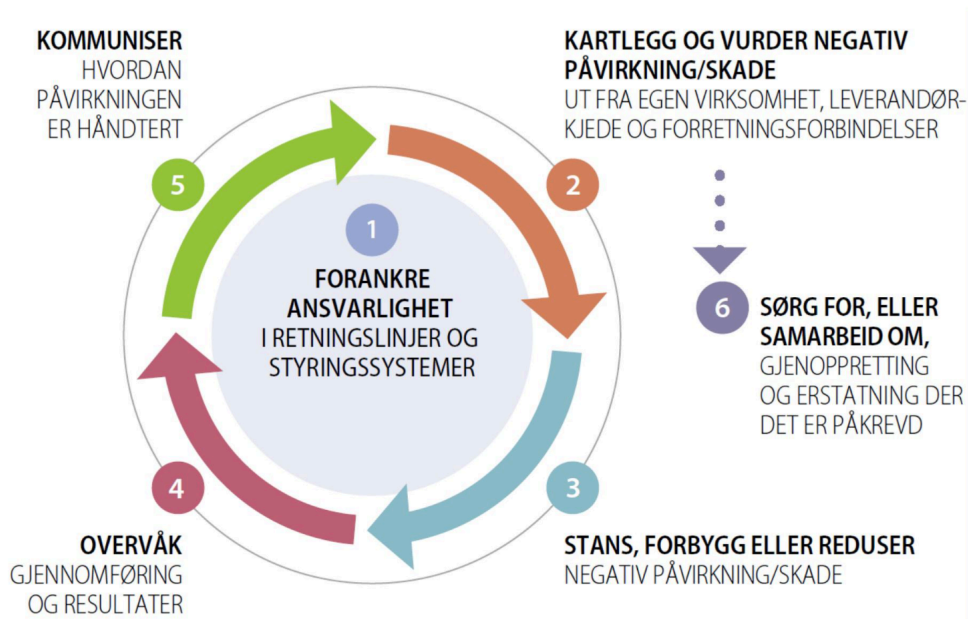 KOMMUNISER
HVORDAN
PÅVIRKNINGEN
ER HÅNDTERT
5
KARTLEGG OG VURDER NEGATIV
PÅVIRKNING/SKADE
UT FRA EGEN VIRKSOMHET, LEVERANDØR-
KJEDE OG FORRETNINGSFORBINDELSER
2
1
FORANKRE
ANSVARLIGHET
I RETNINGSLINJER OG
STYRINGSSYSTEMER
6
SØRG FOR, ELLER
SAMARBEID OM,
GJENOPPRETTING
OG ERSTATNING DER
DET ER PÅKREVD
4
OVERVÅK
GJENNOMFØRING
OG RESULTATER
3
STANS, FORBYGG ELLER REDUSER
NEGATIV PÅVIRKNING/SKADE